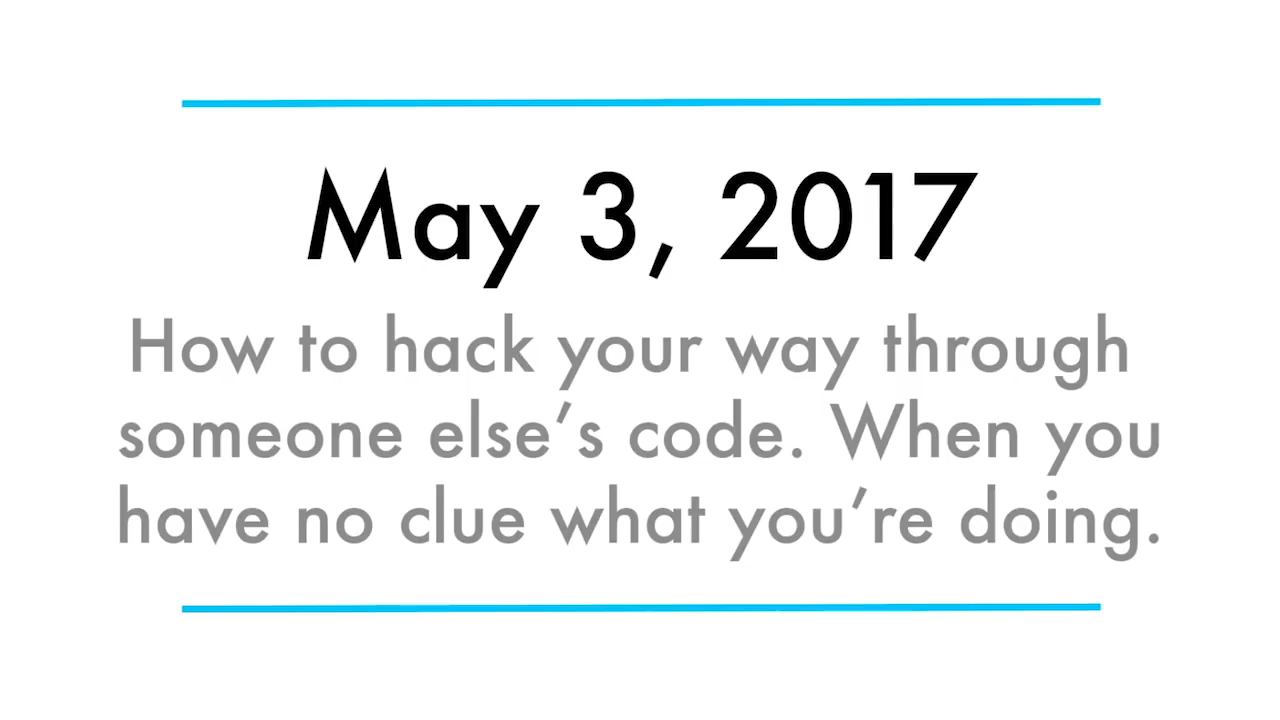 May 3, 2017
How to hack your way through
someone else’s code. When you
have no clue what you’re doing.